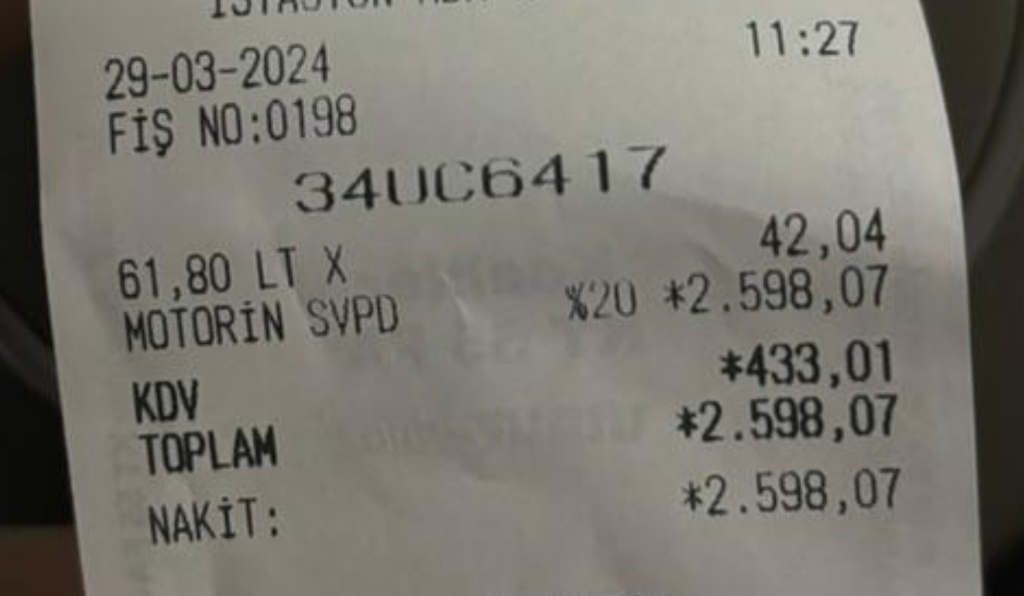 29-03-2024 11:27
FİŞ NO:0198
34UC6417
61,80 LT X 42,04
MOTORİN SVPD %20 *2.598,07
KDV *433,01
TOPLAM *2.598,07
NAKİT: *2.598,07